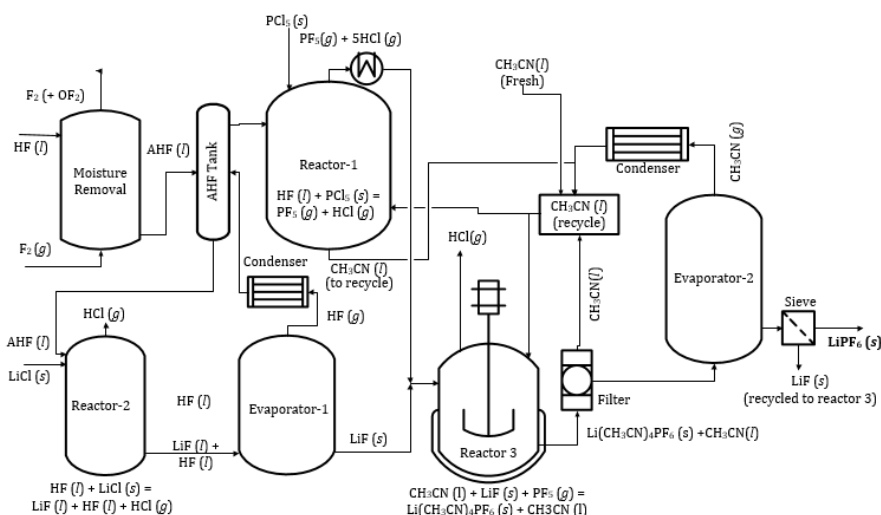 PCl₅ (s)
PF₅(g) + 5HCl (g)
CH₃CN(l)
(Fresh)
F₂ (+ OF₂)
HF (l)
AHF (l)
Moisture
Removal
AHF Tank
Reactor-1
HF (l) + PCl₅ (s) =
PF₅ (g) + HCl (g)
Condenser
CH₃CN (g)
CH₃CN (l)
(recycle)
F₂ (g)
HCl(g)
Condenser
CH₃CN (l)
(to recycle)
CH₃CN(l)
Evaporator-2
Sieve
LiPF₆ (s)
HCl (g)
HF (g)
AHF (l)
LiCl (s)
Reactor-2
HF (l)
Evaporator-1
LiF (s)
LiF (l) +
HF (l)
Reactor 3
Filter
LiF (s)
(recycled to reactor 3)
Li(CH₃CN)₄PF₆ (s) +CH₃CN(l)
HF (l) + LiCl (s) =
LiF (l) + HF (l) + HCl (g)
CH₃CN (l) + LiF (s) + PF₅ (g) =
Li(CH₃CN)₄PF₆ (s) + CH3CN (l)